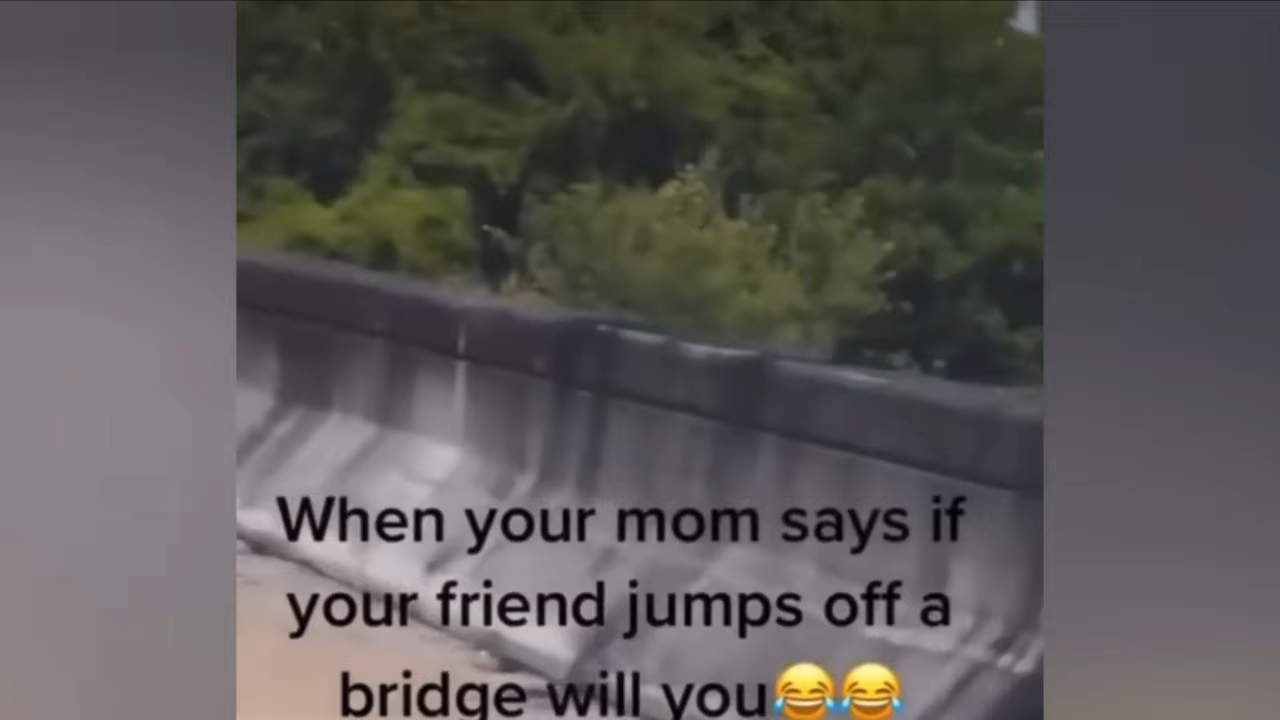 When your mom says if
your friend jumps off a
bridge will you😂😂